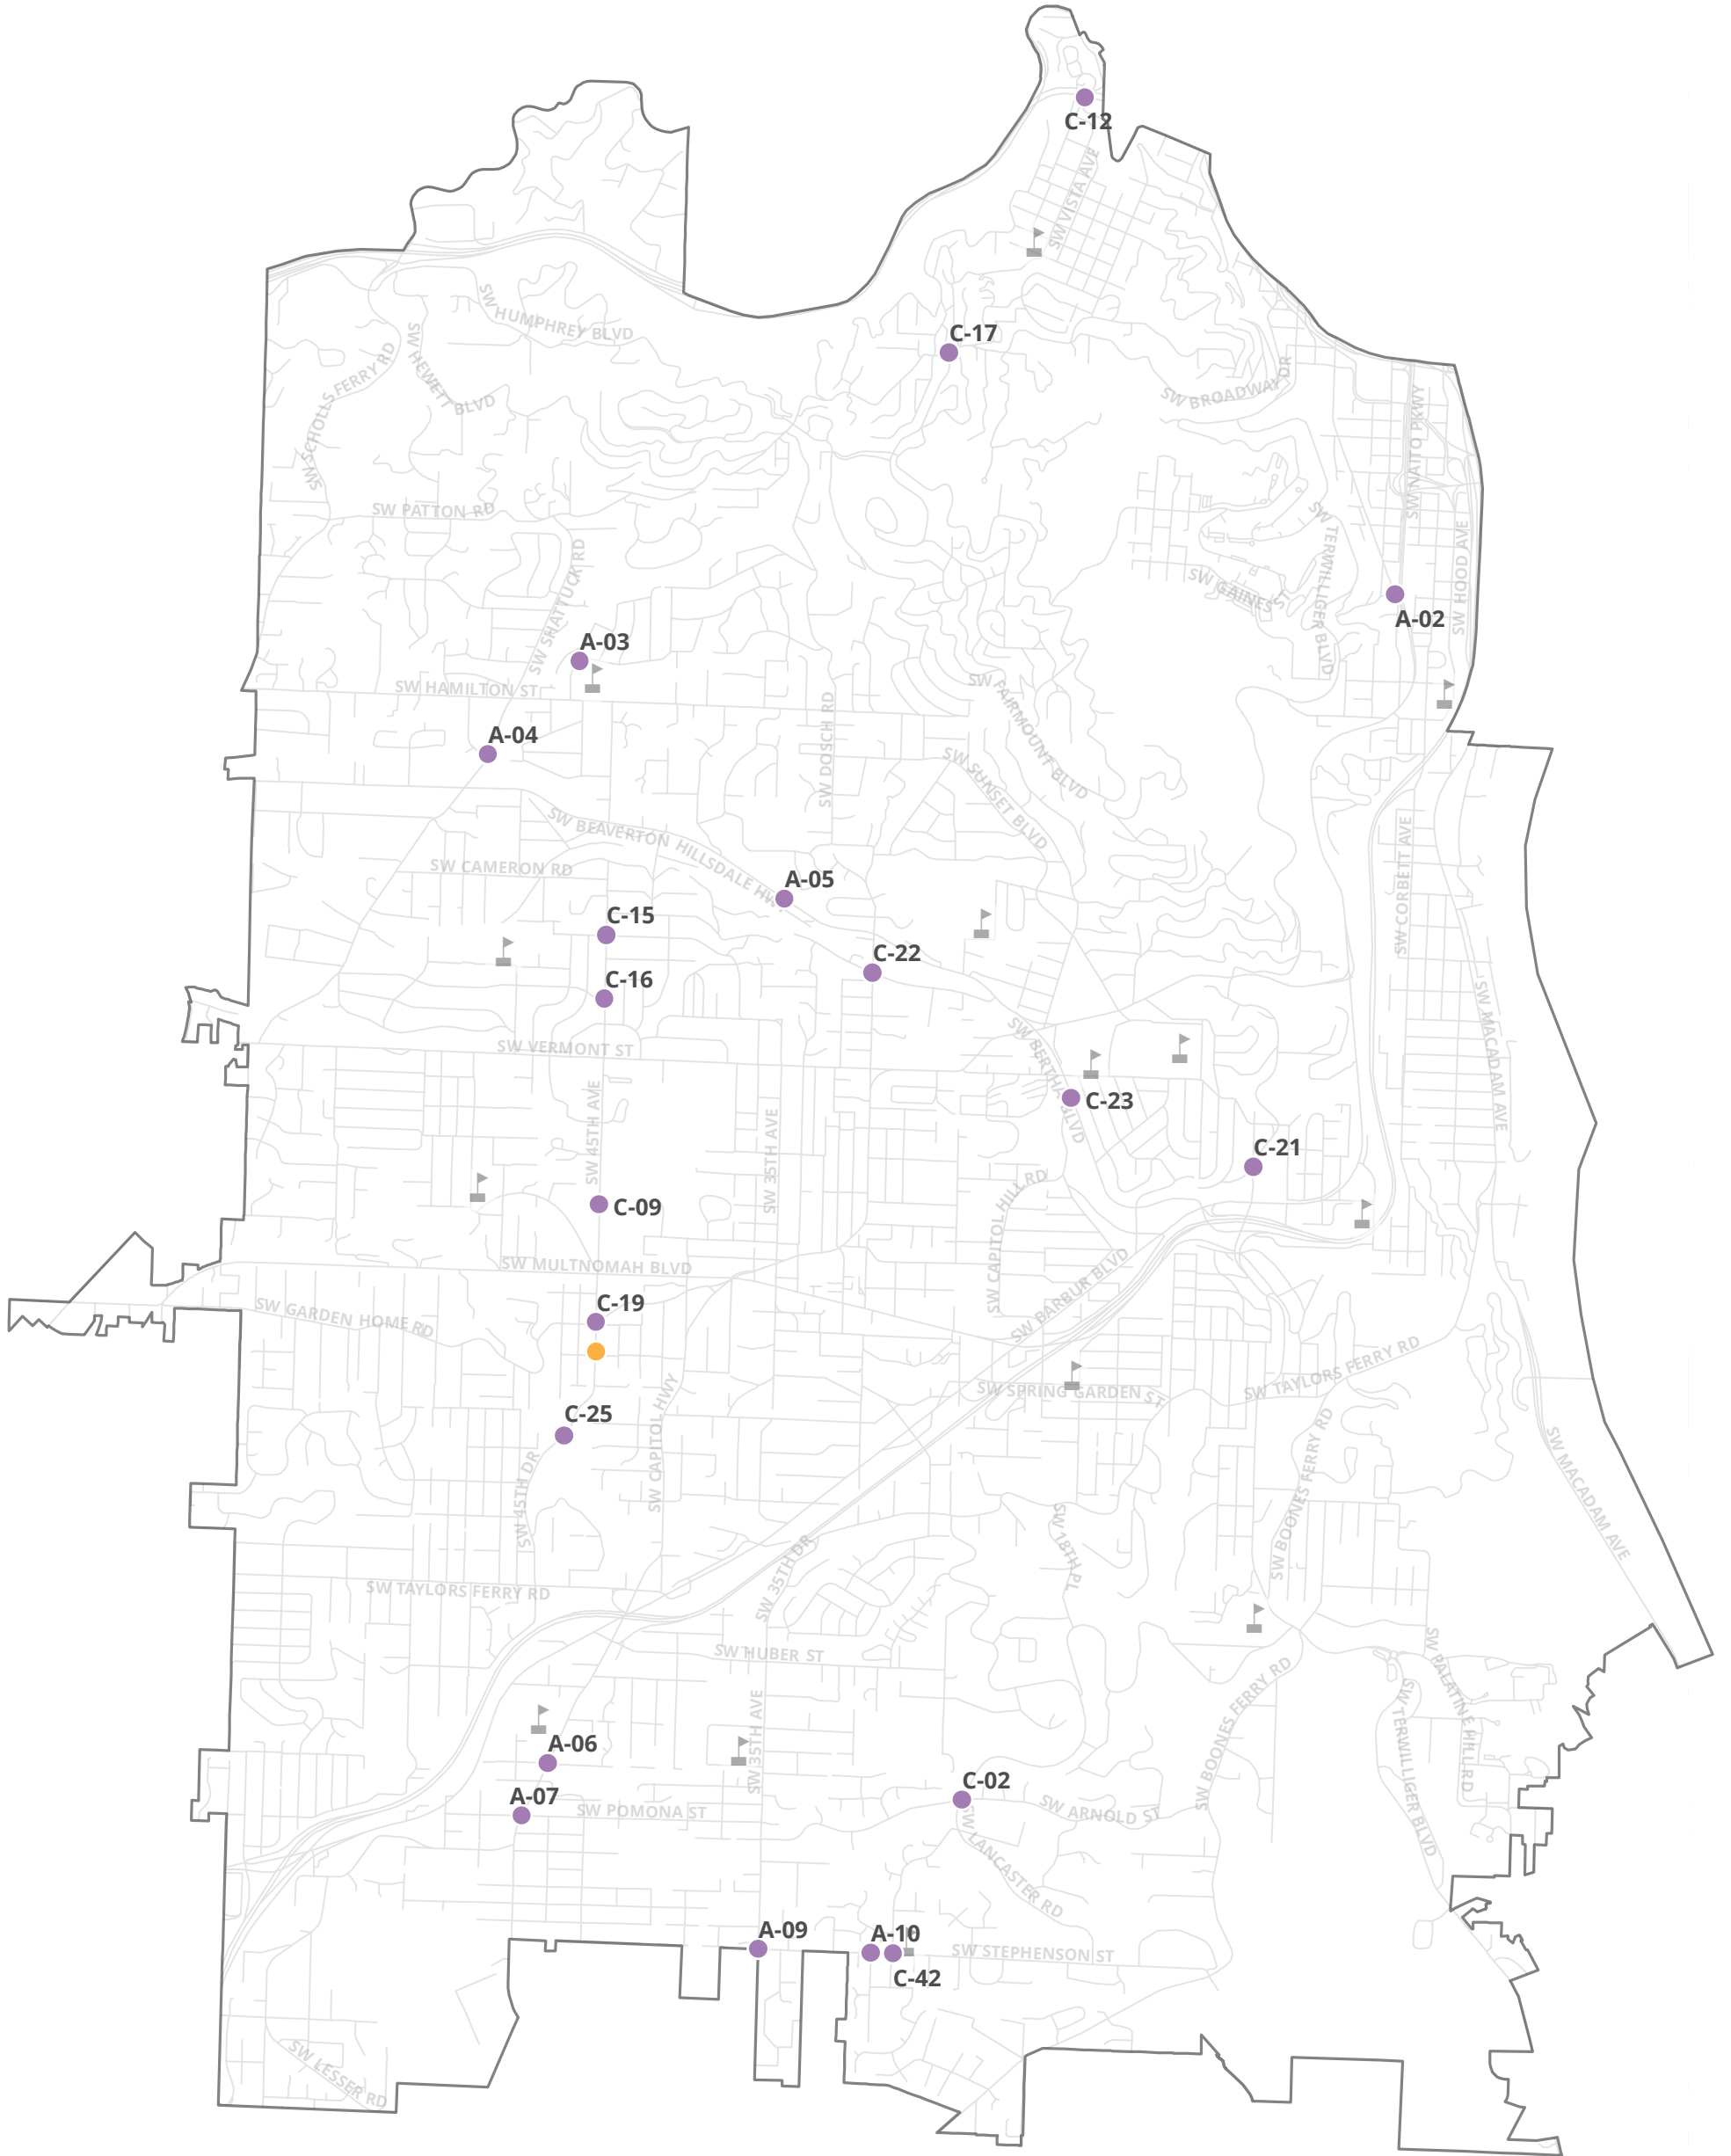 C-12
SW VISTA AVE
SW HUMPHREY BLVD
C-17
SW SCHOLLS FERRY RD
SW HEWETT BLVD
SW BROADWAY DR
SW NAITO PKWY
SW PATTON RD
SW TERWILLIGER BLVD
SW HOOD AVE
SW SHATTUCK RD
SW GAINES ST
A-02
A-03
SW HAMILTON ST
SW FAIRMOUNT BLVD
A-04
SW DOSCH RD
SW SUNSET BLVD
SW BEAVERTON HILLSDALE HWY
SW CAMERON RD
A-05
SW CORBETT AVE
C-15
C-22
C-16
SW MACADAM AVE
SW VERMONT ST
SW BERTHA BLVD
C-23
SW 45TH AVE
SW 35TH AVE
C-21
SW CAPITOL HILL RD
C-09
SW MULTNOMAH BLVD
SW BARBUR BLVD
C-19
SW GARDEN HOME RD
SW TAYLORS FERRY RD
SW SPRING GARDEN ST
C-25
SW CAPITOL HWY
SW BOONES FERRY RD
SW MACADAM AVE
SW 45TH DR
SW 18TH PL
SW 35TH DR
SW TAYLORS FERRY RD
SW HUBER ST
SW PALATINE HILL RD
SW BOONES FERRY RD
SW TERWILLIGER BLVD
SW 35TH AVE
A-06
C-02
A-07
SW POMONA ST
SW ARNOLD ST
SW LANCASTER RD
A-09
A-10
SW STEPHENSON ST
C-42
SW LESSER RD